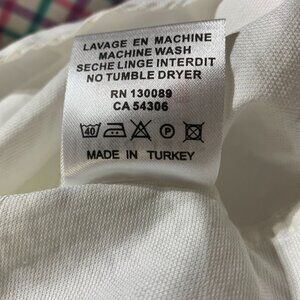 LAVAGE EN MACHINE
MACHINE WASH
SECHE LINGE INTERDIT
NO TUMBLE DRYER
RN 130089
CA 54306
40 P
MADE IN TURKEY